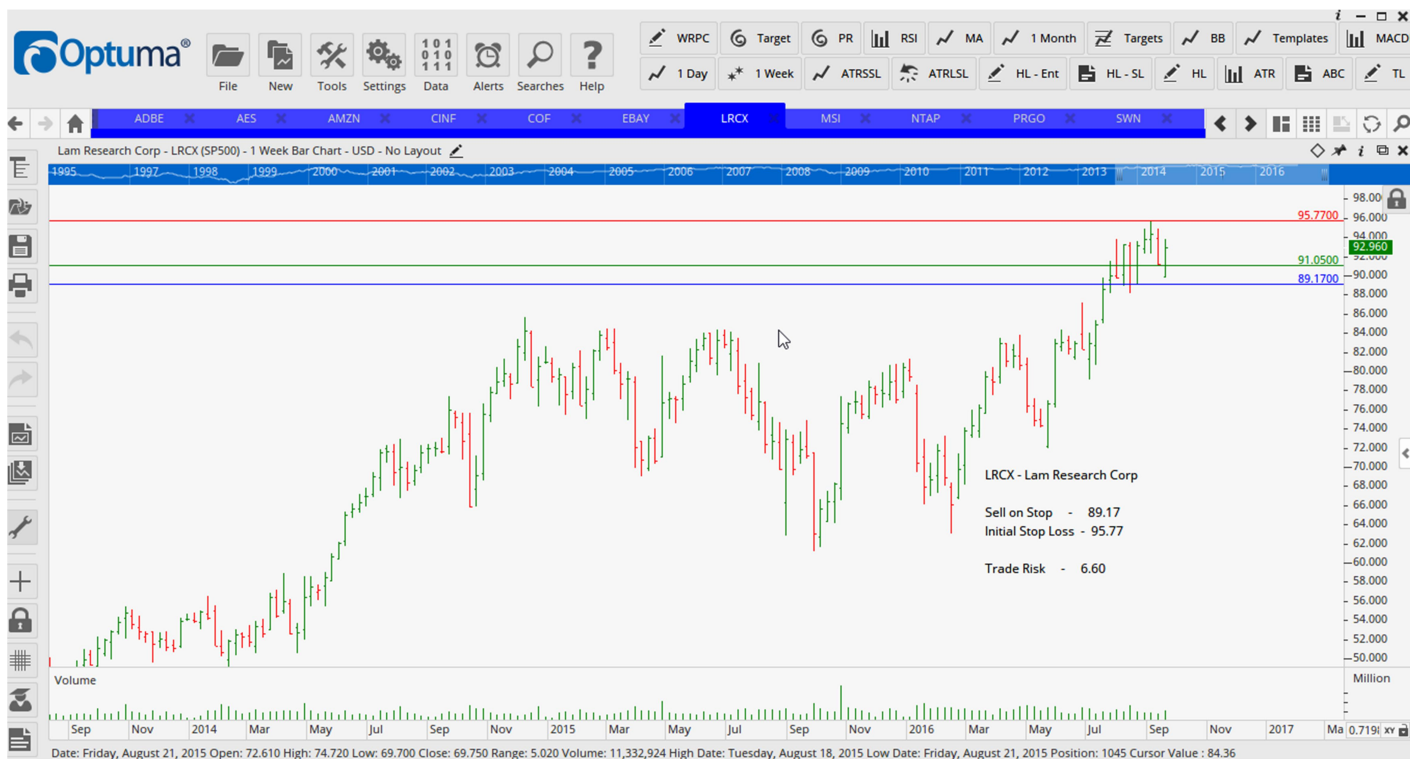 Optuma®
File New Tools Settings Data Alerts Searches Help
101
010
111
WRPC Target PR RSI MA 1 Month Targets BB Templates MACD
1 Day 1 Week ATRSSL ATRLSL HL - Ent HL - SL HL ATR ABC TL
ADBE AES AMZN CINF COF EBAY LRCX MSI NTAP PRGO SWN
Lam Research Corp - LRCX (SP500) - 1 Week Bar Chart - USD - No Layout
1995 1997 1998 1999 2000 2001 2002 2003 2004 2005 2006 2007 2008 2009 2010 2011 2012 2013 2014 2015 2016
98.00
95.7700 96.000
94.000
92.960
92.000
91.0500
90.000
89.1700
88.000
86.000
84.000
82.000
80.000
78.000
76.000
74.000
72.000
70.000
LRCX - Lam Research Corp
68.000
66.000
Sell on Stop - 89.17
64.000
Initial Stop Loss - 95.77
62.000
60.000
Trade Risk - 6.60
58.000
56.000
54.000
52.000
50.000
Volume Million
Sep Nov 2014 Mar May Jul Sep Nov 2015 Mar May Jul Sep Nov 2016 Mar May Jul Sep Nov 2017 Ma XY
Date: Friday, August 21, 2015 Open: 72.610 High: 74.720 Low: 69.700 Close: 69.750 Range: 5.020 Volume: 11,332,924 High Date: Tuesday, August 18, 2015 Low Date: Friday, August 21, 2015 Position: 1045 Cursor Value : 84.36